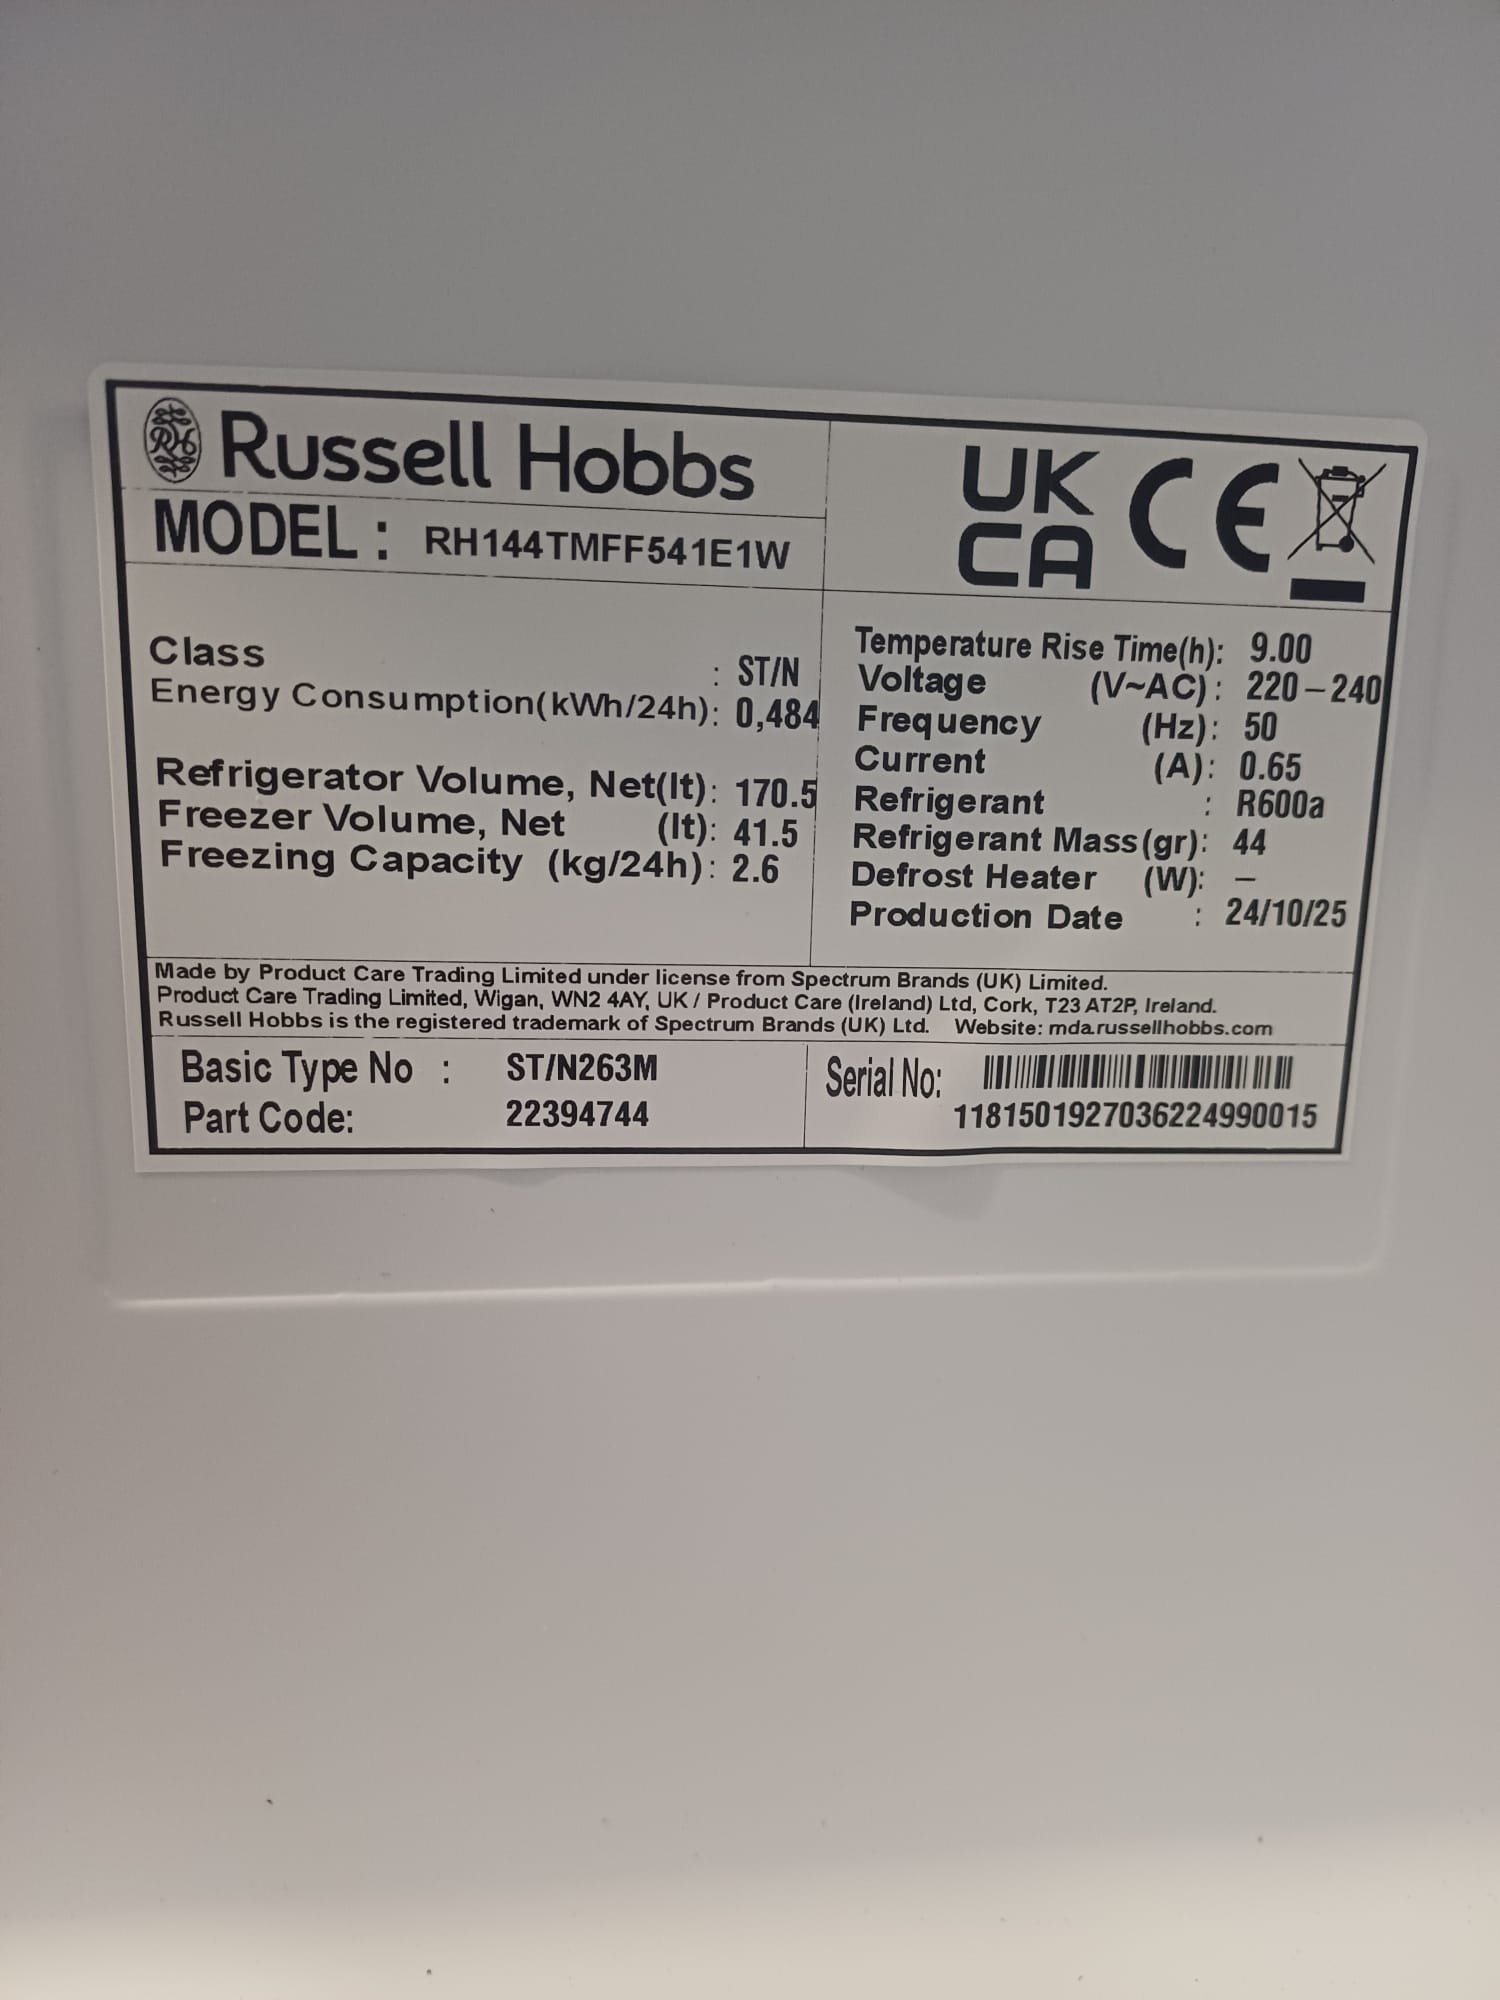 RH Russell Hobbs
MODEL : RH144TMFF541E1W
UK
CA
CE
Class : ST/N
Energy Consumption(kWh/24h): 0,484
Refrigerator Volume, Net(lt): 170.5
Freezer Volume, Net (lt): 41.5
Freezing Capacity (kg/24h): 2.6
Temperature Rise Time(h): 9.00
Voltage (V~AC): 220-240
Frequency (Hz): 50
Current (A): 0.65
Refrigerant : R600a
Refrigerant Mass(gr): 44
Defrost Heater (W): –
Production Date : 24/10/25
Made by Product Care Trading Limited under license from Spectrum Brands (UK) Limited.
Product Care Trading Limited, Wigan, WN2 4AY, UK / Product Care (Ireland) Ltd, Cork, T23 AT2P, Ireland.
Russell Hobbs is the registered trademark of Spectrum Brands (UK) Ltd. Website: mda.russellhobbs.com
Basic Type No : ST/N263M
Part Code: 22394744
Serial No:
1181501927036224990015